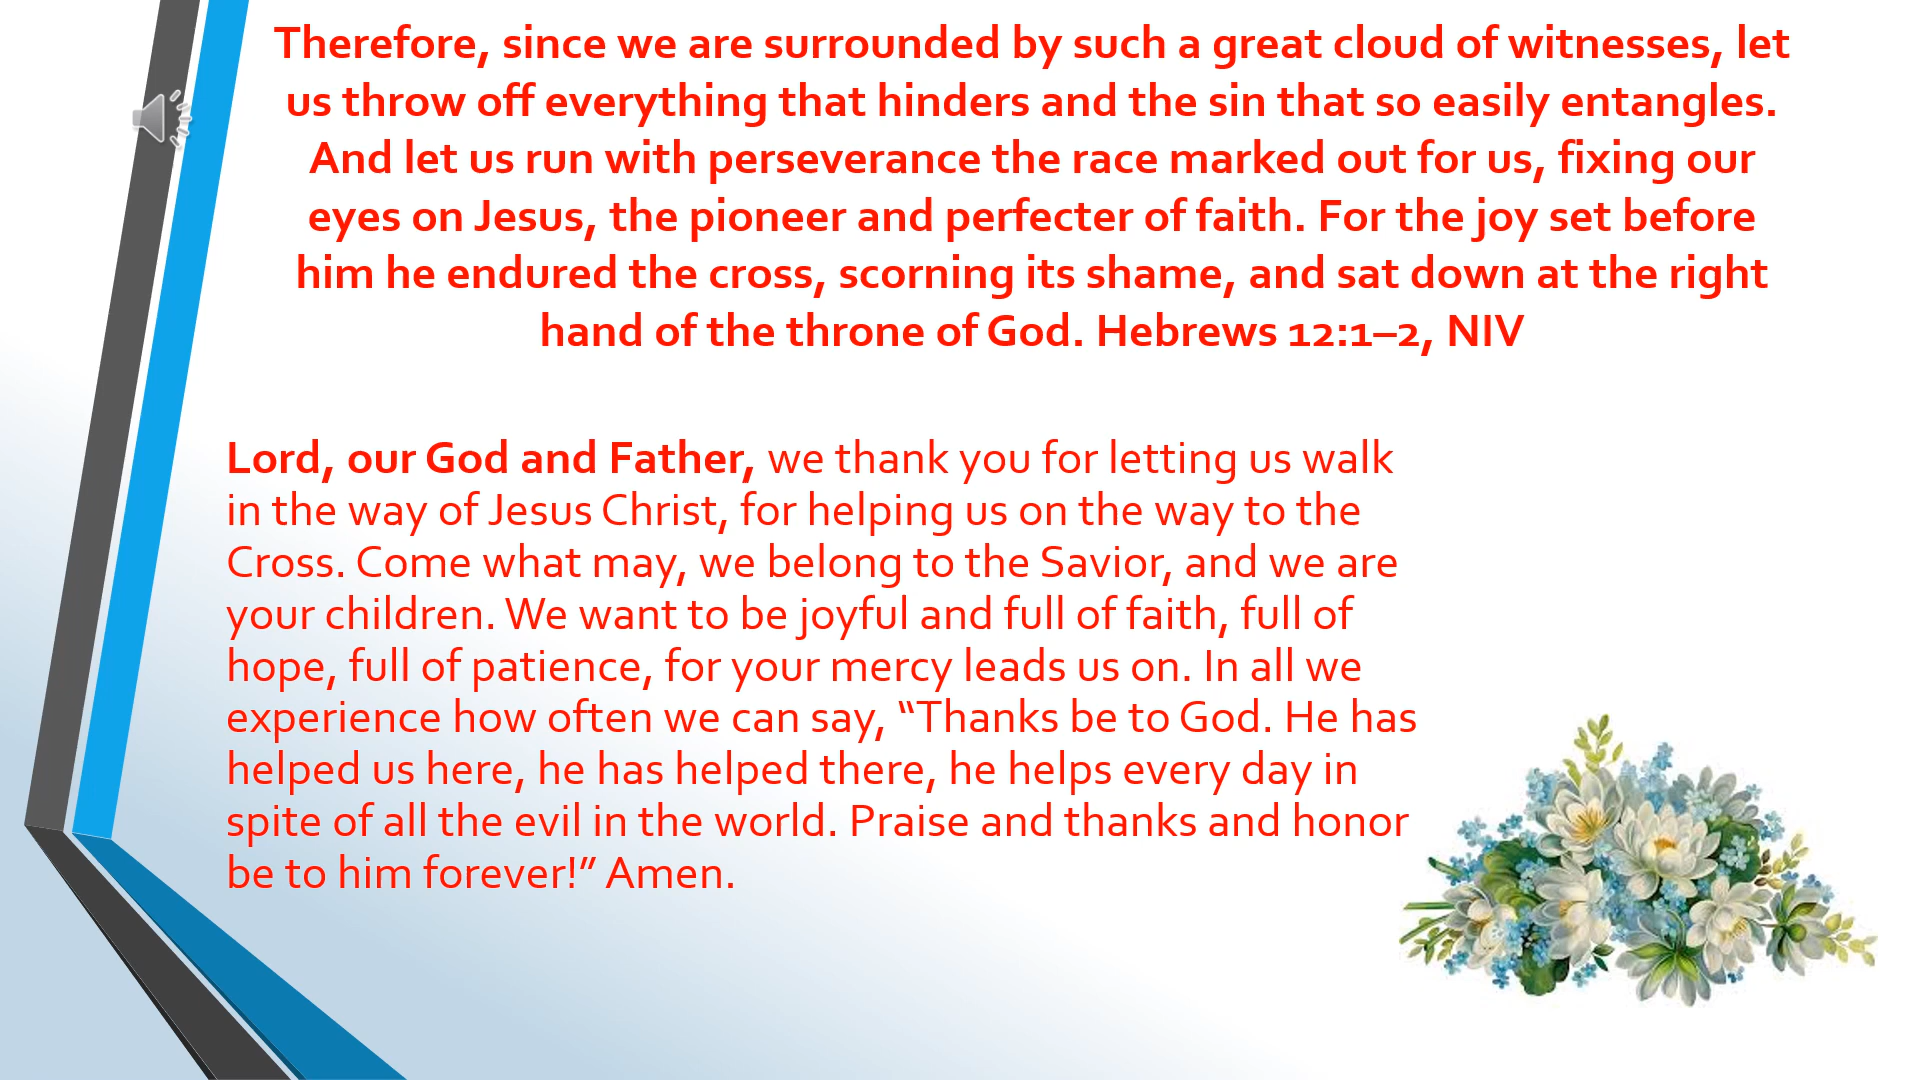 Therefore, since we are surrounded by such a great cloud of witnesses, let
us throw off everything that hinders and the sin that so easily entangles.
And let us run with perseverance the race marked out for us, fixing our
eyes on Jesus, the pioneer and perfecter of faith. For the joy set before
him he endured the cross, scorning its shame, and sat down at the right
hand of the throne of God. Hebrews 12:1–2, NIV
Lord, our God and Father, we thank you for letting us walk
in the way of Jesus Christ, for helping us on the way to the
Cross. Come what may, we belong to the Savior, and we are
your children. We want to be joyful and full of faith, full of
hope, full of patience, for your mercy leads us on. In all we
experience how often we can say, “Thanks be to God. He has
helped us here, he has helped there, he helps every day in
spite of all the evil in the world. Praise and thanks and honor
be to him forever!” Amen.